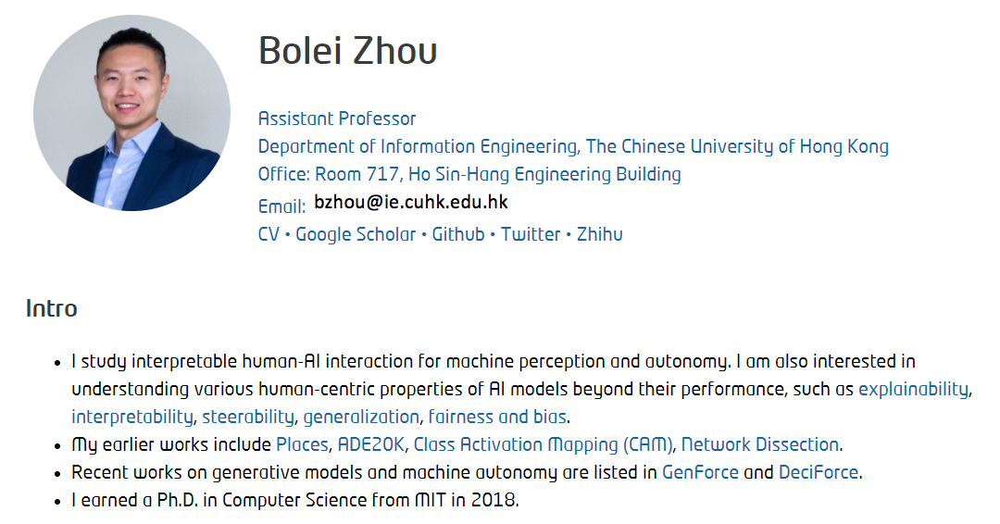 Bolei Zhou
Assistant Professor
Department of Information Engineering, The Chinese University of Hong Kong
Office: Room 717, Ho Sin-Hang Engineering Building
Email: bzhou@ie.cuhk.edu.hk
CV • Google Scholar • Github • Twitter • Zhihu
Intro
• I study interpretable human-AI interaction for machine perception and autonomy. I am also interested in
understanding various human-centric properties of AI models beyond their performance, such as explainability,
interpretability, steerability, generalization, fairness and bias.
• My earlier works include Places, ADE20K, Class Activation Mapping (CAM), Network Dissection.
• Recent works on generative models and machine autonomy are listed in GenForce and DeciForce.
• I earned a Ph.D. in Computer Science from MIT in 2018.